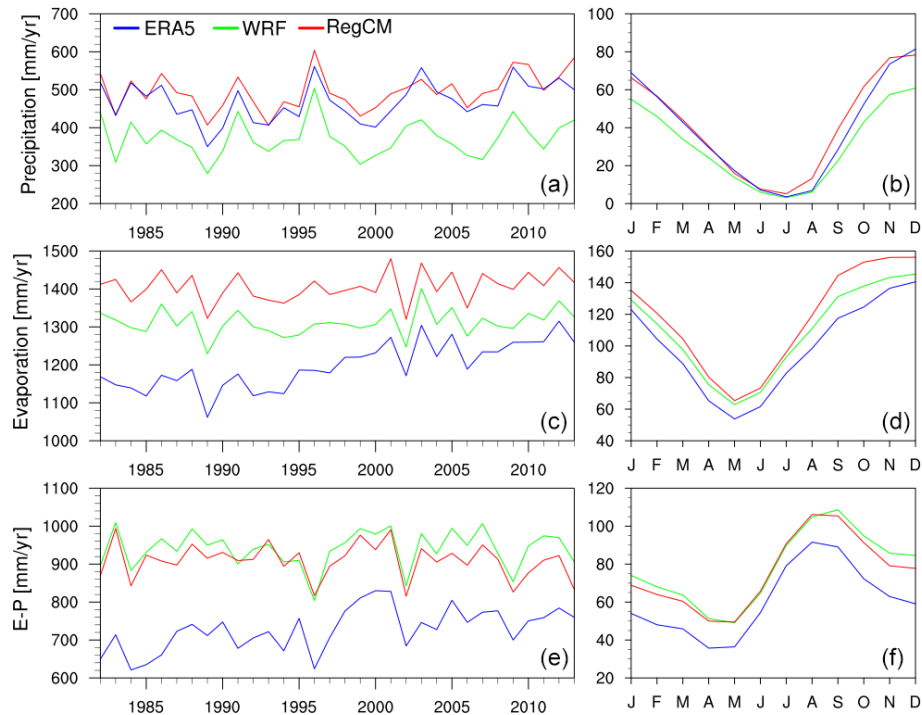 ERA5 WRF RegCM
Precipitation [mm/yr]
700
600
500
400
300
200
1985 1990 1995 2000 2005 2010
(a)
100
80
60
40
20
0
J F M A M J J A S O N D
(b)
Evaporation [mm/yr]
1500
1400
1300
1200
1100
1000
1985 1990 1995 2000 2005 2010
(c)
160
140
120
100
80
60
40
J F M A M J J A S O N D
(d)
E-P [mm/yr]
1100
1000
900
800
700
600
1985 1990 1995 2000 2005 2010
(e)
120
100
80
60
40
20
J F M A M J J A S O N D
(f)